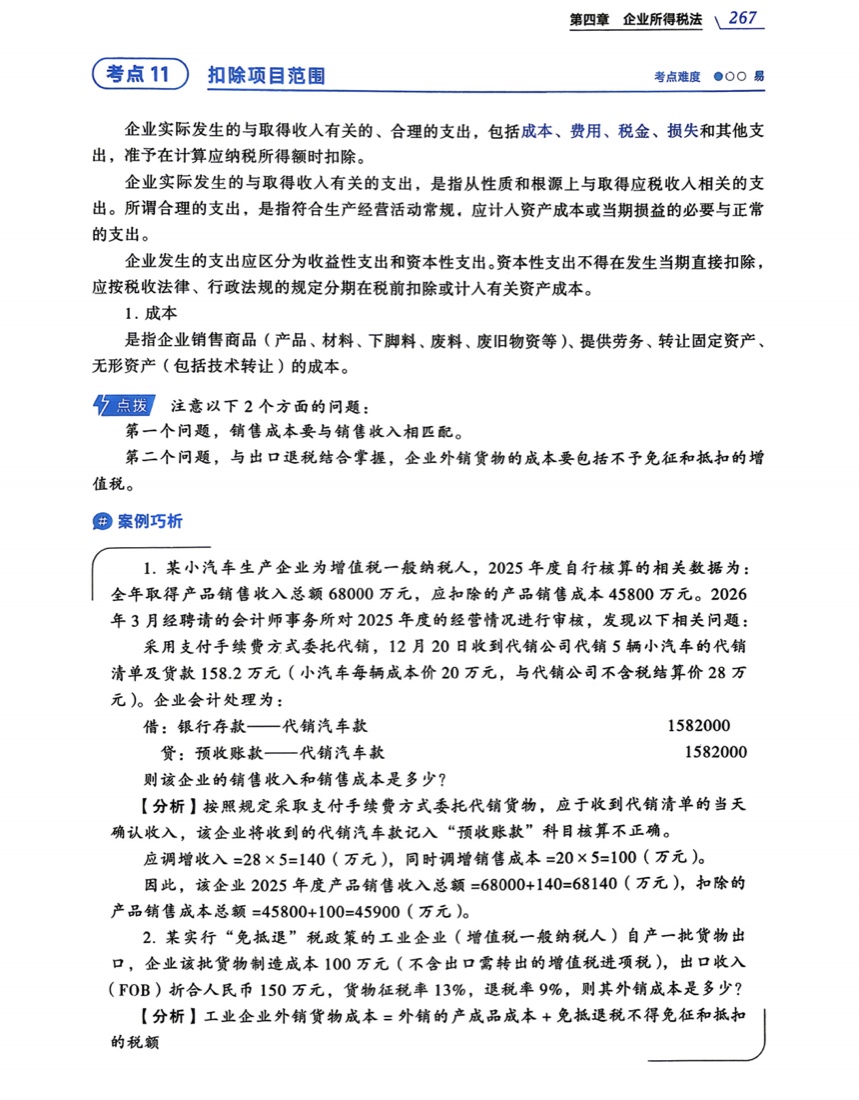 第四章 企业所得税法 267
考点 11 扣除项目范围 考点难度 ●○○ 易
企业实际发生的与取得收入有关的、合理的支出，包括成本、费用、税金、损失和其他支
出，准予在计算应纳税所得额时扣除。
企业实际发生的与取得收入有关的支出，是指从性质和根源上与取得应税收入相关的支
出。所谓合理的支出，是指符合生产经营活动常规，应计入资产成本或当期损益的必要与正常
的支出。
企业发生的支出应区分为收益性支出和资本性支出。资本性支出不得在发生当期直接扣除，
应按税收法律、行政法规的规定分期在税前扣除或计入有关资产成本。
1. 成本
是指企业销售商品（产品、材料、下脚料、废料、废旧物资等）、提供劳务、转让固定资产、
无形资产（包括技术转让）的成本。
点拨 注意以下 2 个方面的问题：
第一个问题，销售成本要与销售收入相匹配。
第二个问题，与出口退税结合掌握，企业外销货物的成本要包括不予免征和抵扣的增
值税。
# 案例巧析
1. 某小汽车生产企业为增值税一般纳税人，2025 年度自行核算的相关数据为：
全年取得产品销售收入总额 68000 万元，应扣除的产品销售成本 45800 万元。2026
年 3 月经聘请的会计师事务所对 2025 年度的经营情况进行审核，发现以下相关问题：
采用支付手续费方式委托代销，12 月 20 日收到代销公司代销 5 辆小汽车的代销
清单及货款 158.2 万元（小汽车每辆成本价 20 万元，与代销公司不含税结算价 28 万
元）。企业会计处理为：
借：银行存款——代销汽车款 1582000
贷：预收账款——代销汽车款 1582000
则该企业的销售收入和销售成本是多少？
【分析】按照规定采取支付手续费方式委托代销货物，应于收到代销清单的当天
确认收入，该企业将收到的代销汽车款记入“预收账款”科目核算不正确。
应调增收入 =28×5=140（万元），同时调增销售成本 =20×5=100（万元）。
因此，该企业 2025 年度产品销售收入总额 =68000+140=68140（万元），扣除的
产品销售成本总额 =45800+100=45900（万元）。
2. 某实行“免抵退”税政策的工业企业（增值税一般纳税人）自产一批货物出
口，企业该批货物制造成本 100 万元（不含出口需转出的增值税进项税），出口收入
（FOB）折合人民币 150 万元，货物征税率 13%，退税率 9%，则其外销成本是多少？
【分析】工业企业外销货物成本 = 外销的产成品成本 + 免抵退税不得免征和抵扣
的税额